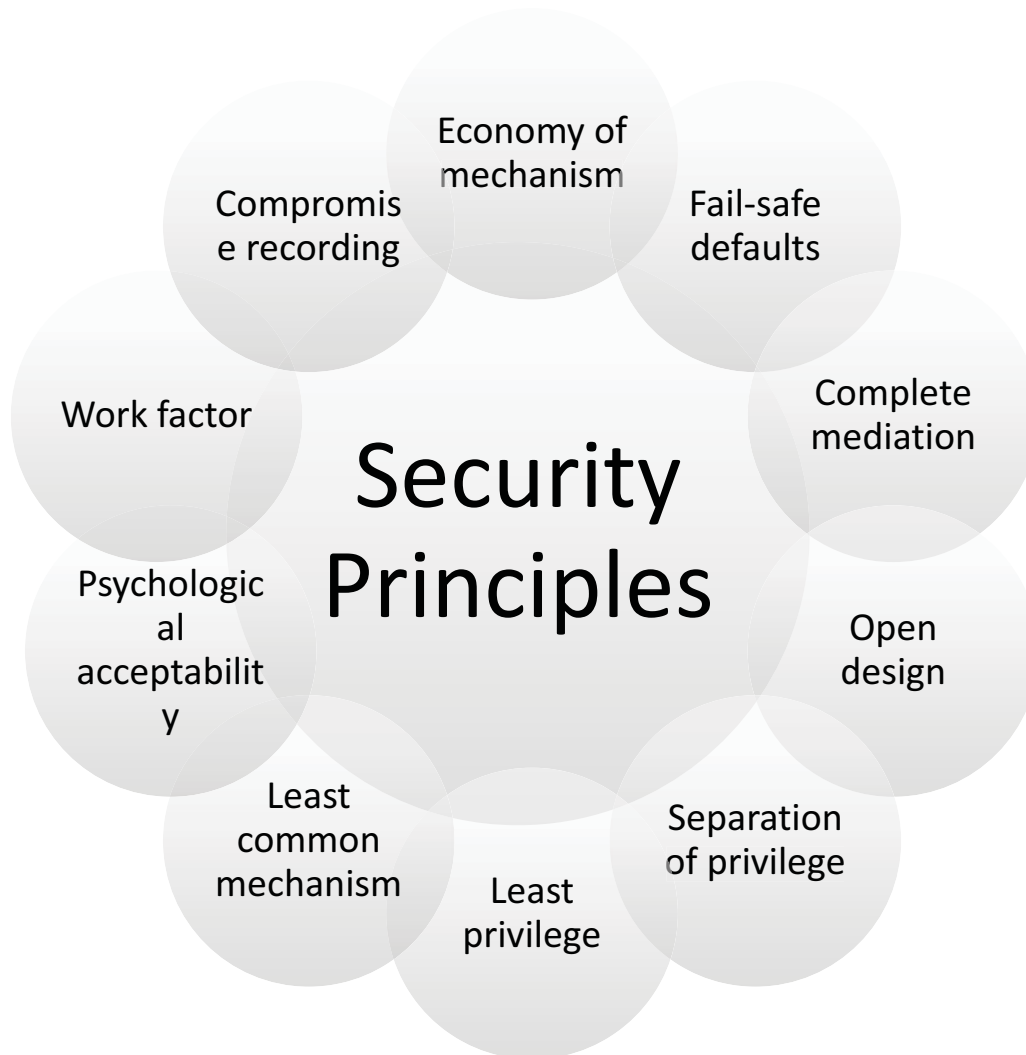 Economy of
mechanism
Fail-safe
defaults
Complete
mediation
Open
design
Separation
of privilege
Least
privilege
Least
common
mechanism
Psychologic
al
acceptabilit
y
Work factor
Compromis
e recording
Security
Principles